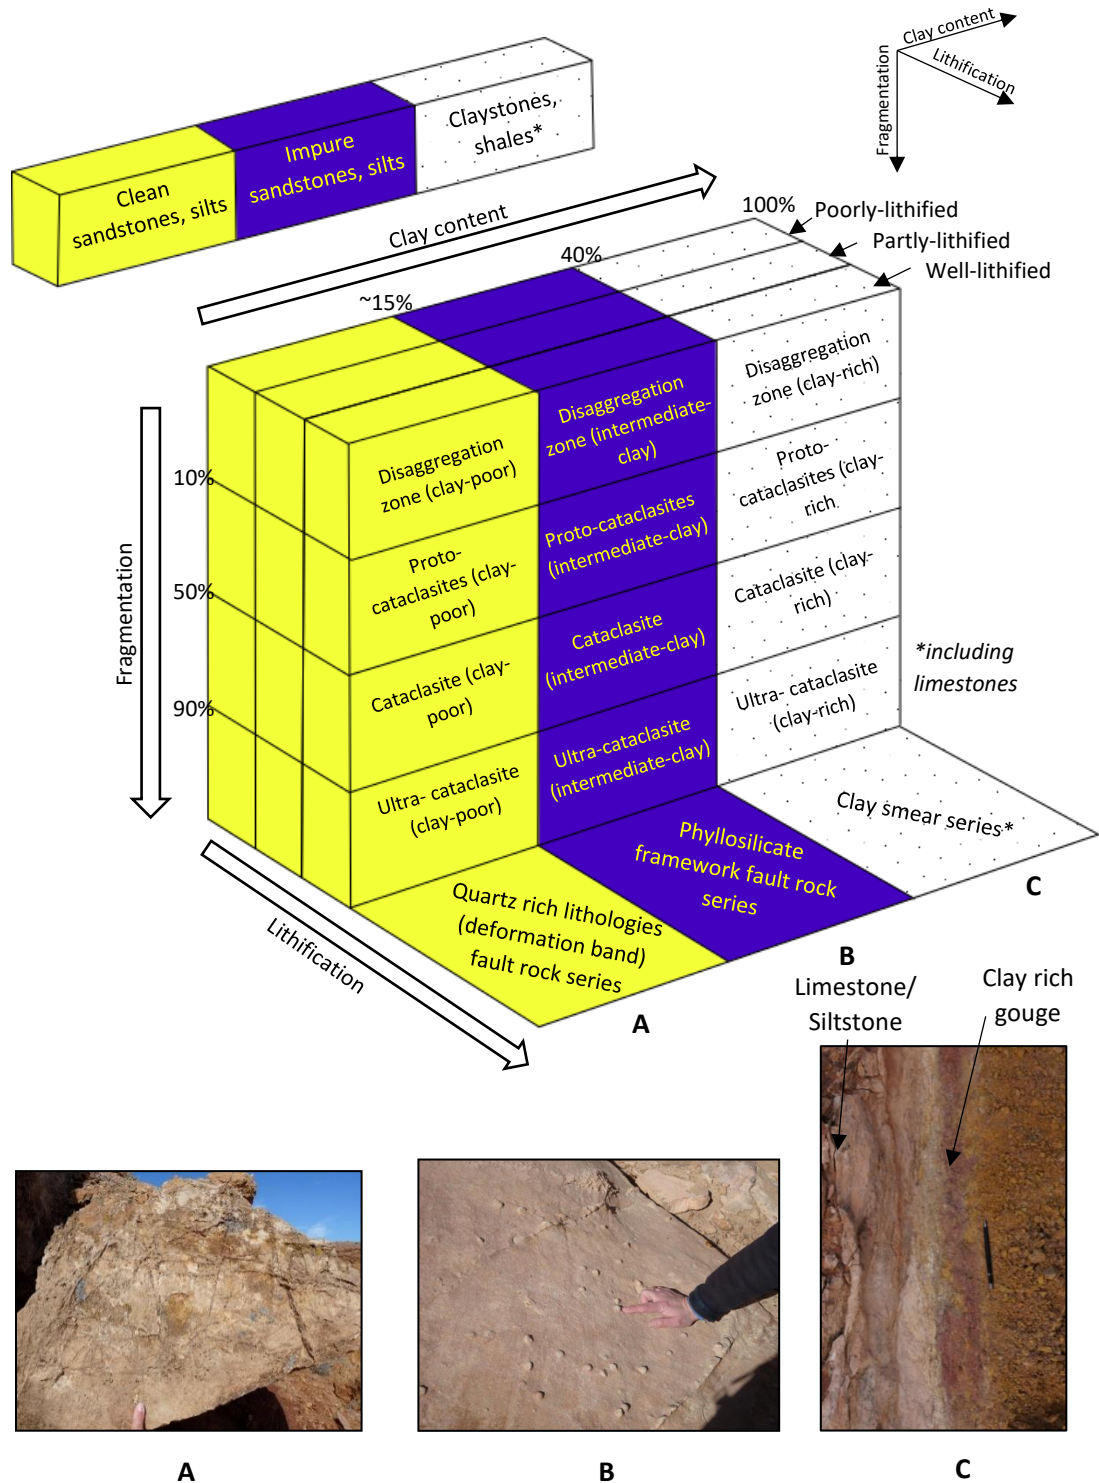 Clay content
Lithification
Fragmentation
Claystones,
shales*
Impure
sandstones, silts
Clean
sandstones, silts
Clay content
100%
Poorly-lithified
Partly-lithified
Well-lithified
40%
~15%
Disaggregation
zone (clay-rich)
Disaggregation
zone (intermediate-
clay)
Disaggregation
zone (clay-poor)
10%
Proto-
cataclasites (clay-
rich
Proto-cataclasites
(intermediate-clay)
Proto-
cataclasites (clay-
poor)
50%
Fragmentation
Cataclasite (clay-
rich)
Cataclasite
(intermediate-clay)
Cataclasite (clay-
poor)
90%
*including
limestones
Ultra- cataclasite
(clay-rich)
Ultra-cataclasite
(intermediate-clay)
Ultra- cataclasite
(clay-poor)
Clay smear series*
Phyllosilicate
framework fault rock
series
Quartz rich lithologies
(deformation band)
fault rock series
Lithification
C
B
A
Limestone/
Siltstone
Clay rich
gouge
A
B
C